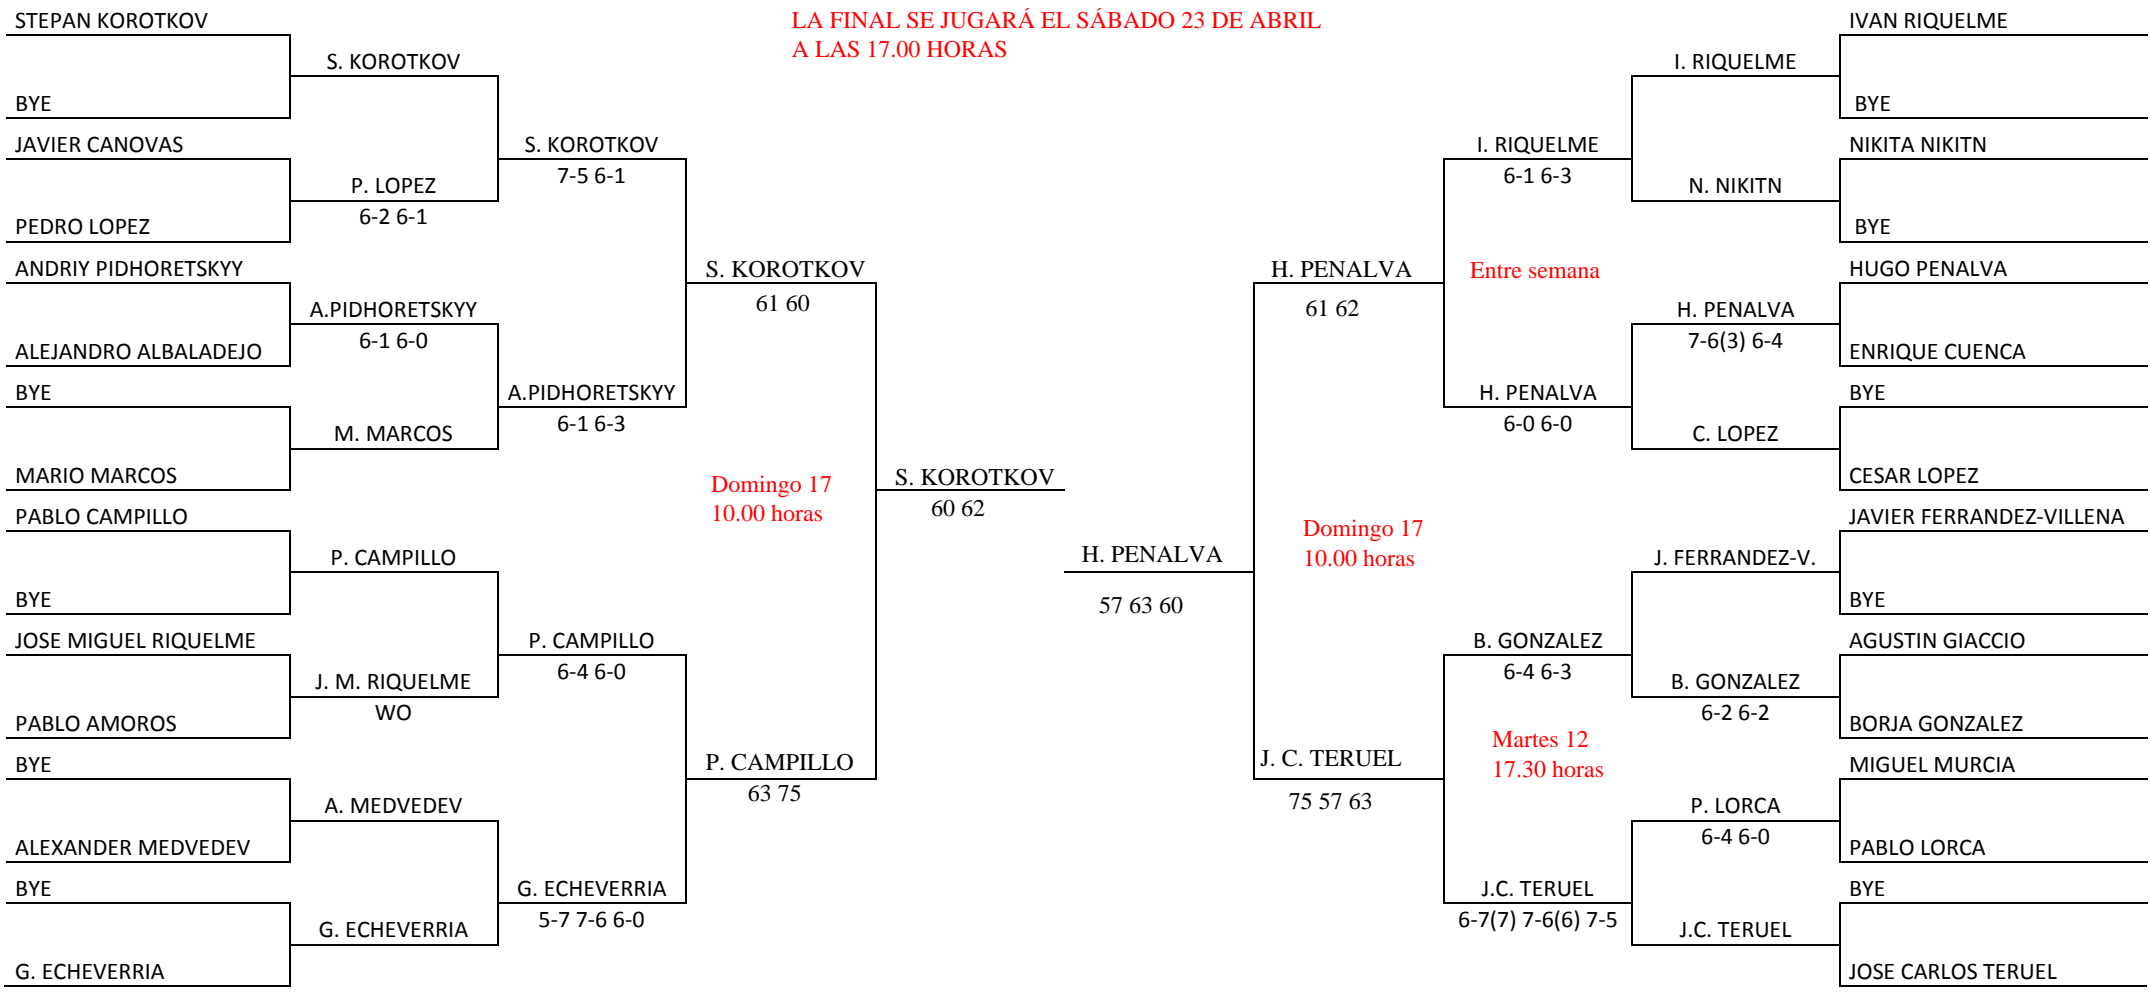 LA FINAL SE JUGARÁ EL SÁBADO 23 DE ABRIL
A LAS 17.00 HORAS
STEPAN KOROTKOV
BYE
JAVIER CANOVAS
PEDRO LOPEZ
ANDRIY PIDHORETSKYY
ALEJANDRO ALBALADEJO
BYE
MARIO MARCOS
PABLO CAMPILLO
BYE
JOSE MIGUEL RIQUELME
PABLO AMOROS
BYE
ALEXANDER MEDVEDEV
BYE
G. ECHEVERRIA
S. KOROTKOV
P. LOPEZ
6-2 6-1
A.PIDHORETSKYY
6-1 6-0
M. MARCOS
P. CAMPILLO
J. M. RIQUELME
WO
A. MEDVEDEV
G. ECHEVERRIA
S. KOROTKOV
7-5 6-1
A.PIDHORETSKYY
6-1 6-3
P. CAMPILLO
6-4 6-0
G. ECHEVERRIA
5-7 7-6 6-0
S. KOROTKOV
61 60
Domingo 17
10.00 horas
P. CAMPILLO
63 75
S. KOROTKOV
60 62
H. PENALVA
57 63 60
H. PENALVA
61 62
Domingo 17
10.00 horas
J. C. TERUEL
75 57 63
I. RIQUELME
6-1 6-3
Entre semana
H. PENALVA
6-0 6-0
B. GONZALEZ
6-4 6-3
Martes 12
17.30 horas
J.C. TERUEL
6-7(7) 7-6(6) 7-5
I. RIQUELME
N. NIKITN
H. PENALVA
7-6(3) 6-4
C. LOPEZ
J. FERRANDEZ-V.
B. GONZALEZ
6-2 6-2
P. LORCA
6-4 6-0
J.C. TERUEL
IVAN RIQUELME
BYE
NIKITA NIKITN
BYE
HUGO PENALVA
ENRIQUE CUENCA
BYE
CESAR LOPEZ
JAVIER FERRANDEZ-VILLENA
BYE
AGUSTIN GIACCIO
BORJA GONZALEZ
MIGUEL MURCIA
PABLO LORCA
BYE
JOSE CARLOS TERUEL